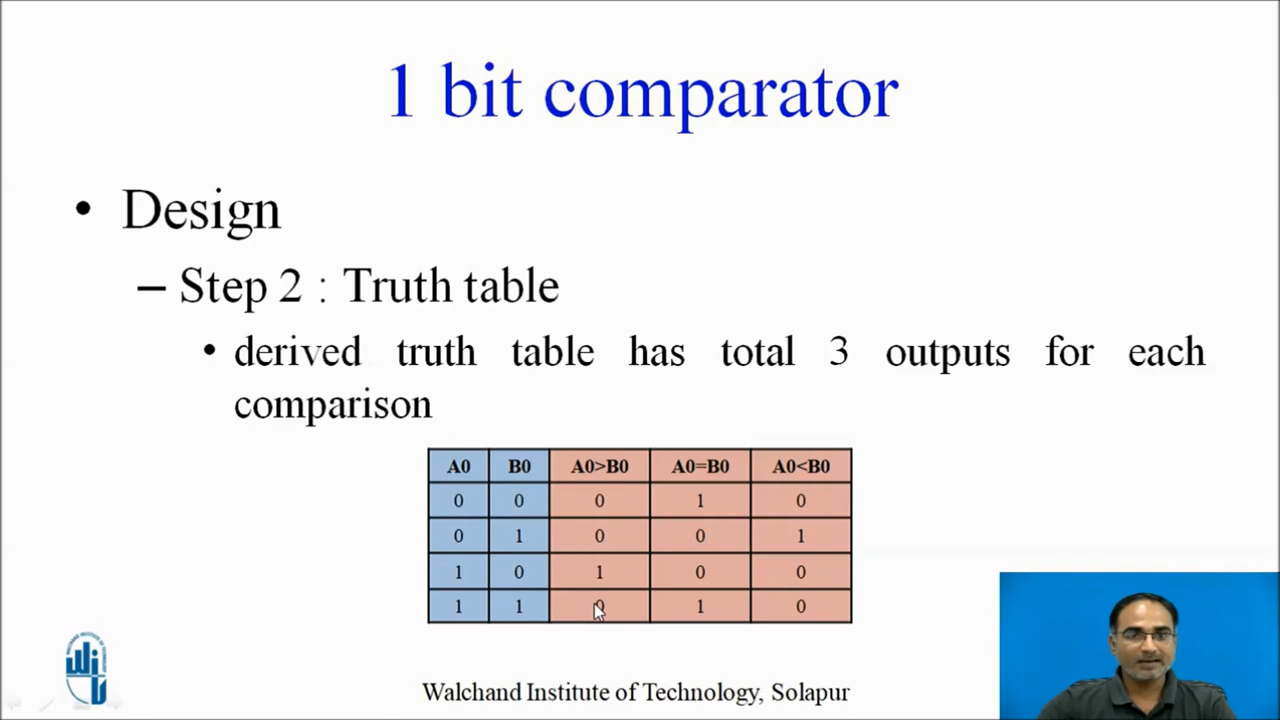 1 bit comparator
• Design
– Step 2 : Truth table
• derived truth table has total 3 outputs for each
comparison
A0 B0 A0>B0 A0=B0 A0<B0
0 0 0 1 0
0 1 0 0 1
1 0 1 0 0
1 1 0 1 0
Walchand Institute of Technology, Solapur